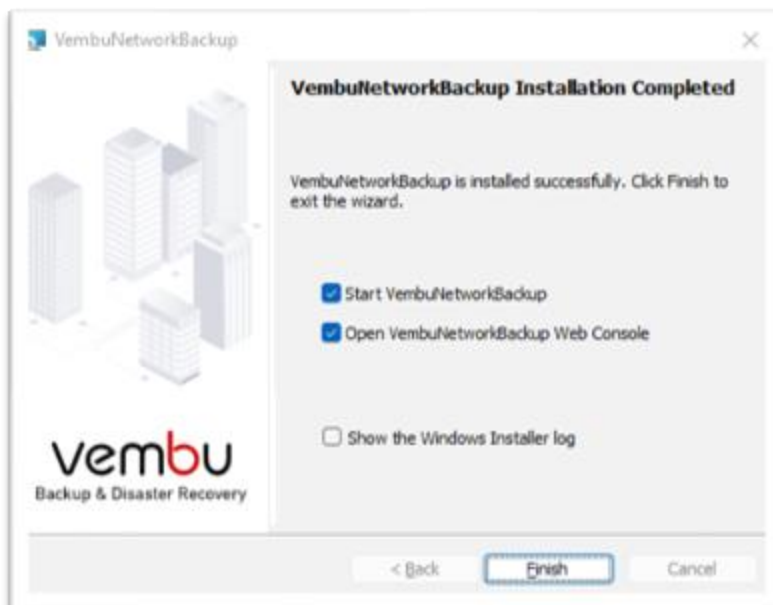 VembuNetworkBackup
VembuNetworkBackup Installation Completed
VembuNetworkBackup is installed successfully. Click Finish to
exit the wizard.
Start VembuNetworkBackup
Open VembuNetworkBackup Web Console
Show the Windows Installer log
vembu
Backup & Disaster Recovery
< Back
Finish
Cancel